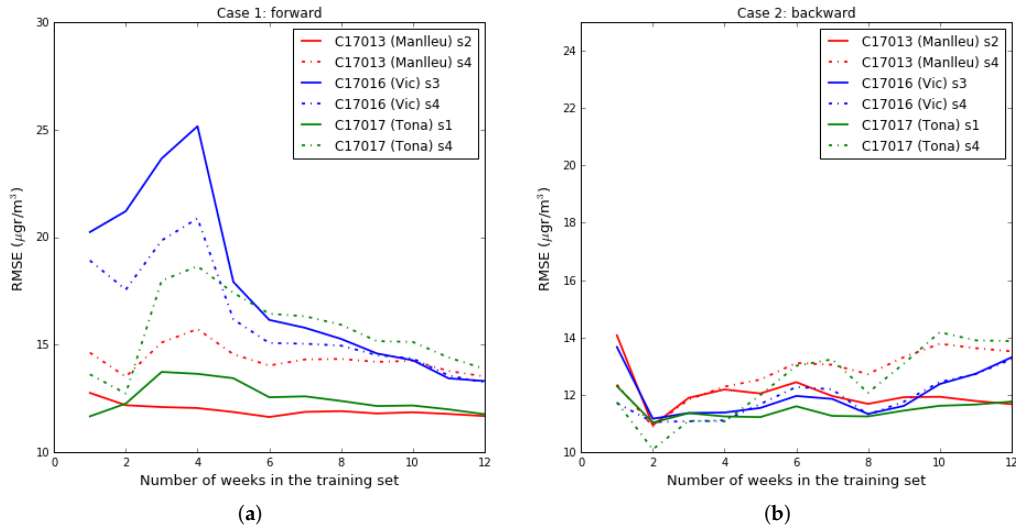 Case 1: forward
30
25
20
15
10
RMSE (μgr/m³)
C17013 (Manlleu) s2
C17013 (Manlleu) s4
C17016 (Vic) s3
C17016 (Vic) s4
C17017 (Tona) s1
C17017 (Tona) s4
0 2 4 6 8 10 12
Number of weeks in the training set
(a)
Case 2: backward
24
22
20
18
16
14
12
10
RMSE (μgr/m³)
C17013 (Manlleu) s2
C17013 (Manlleu) s4
C17016 (Vic) s3
C17016 (Vic) s4
C17017 (Tona) s1
C17017 (Tona) s4
0 2 4 6 8 10 12
Number of weeks in the training set
(b)